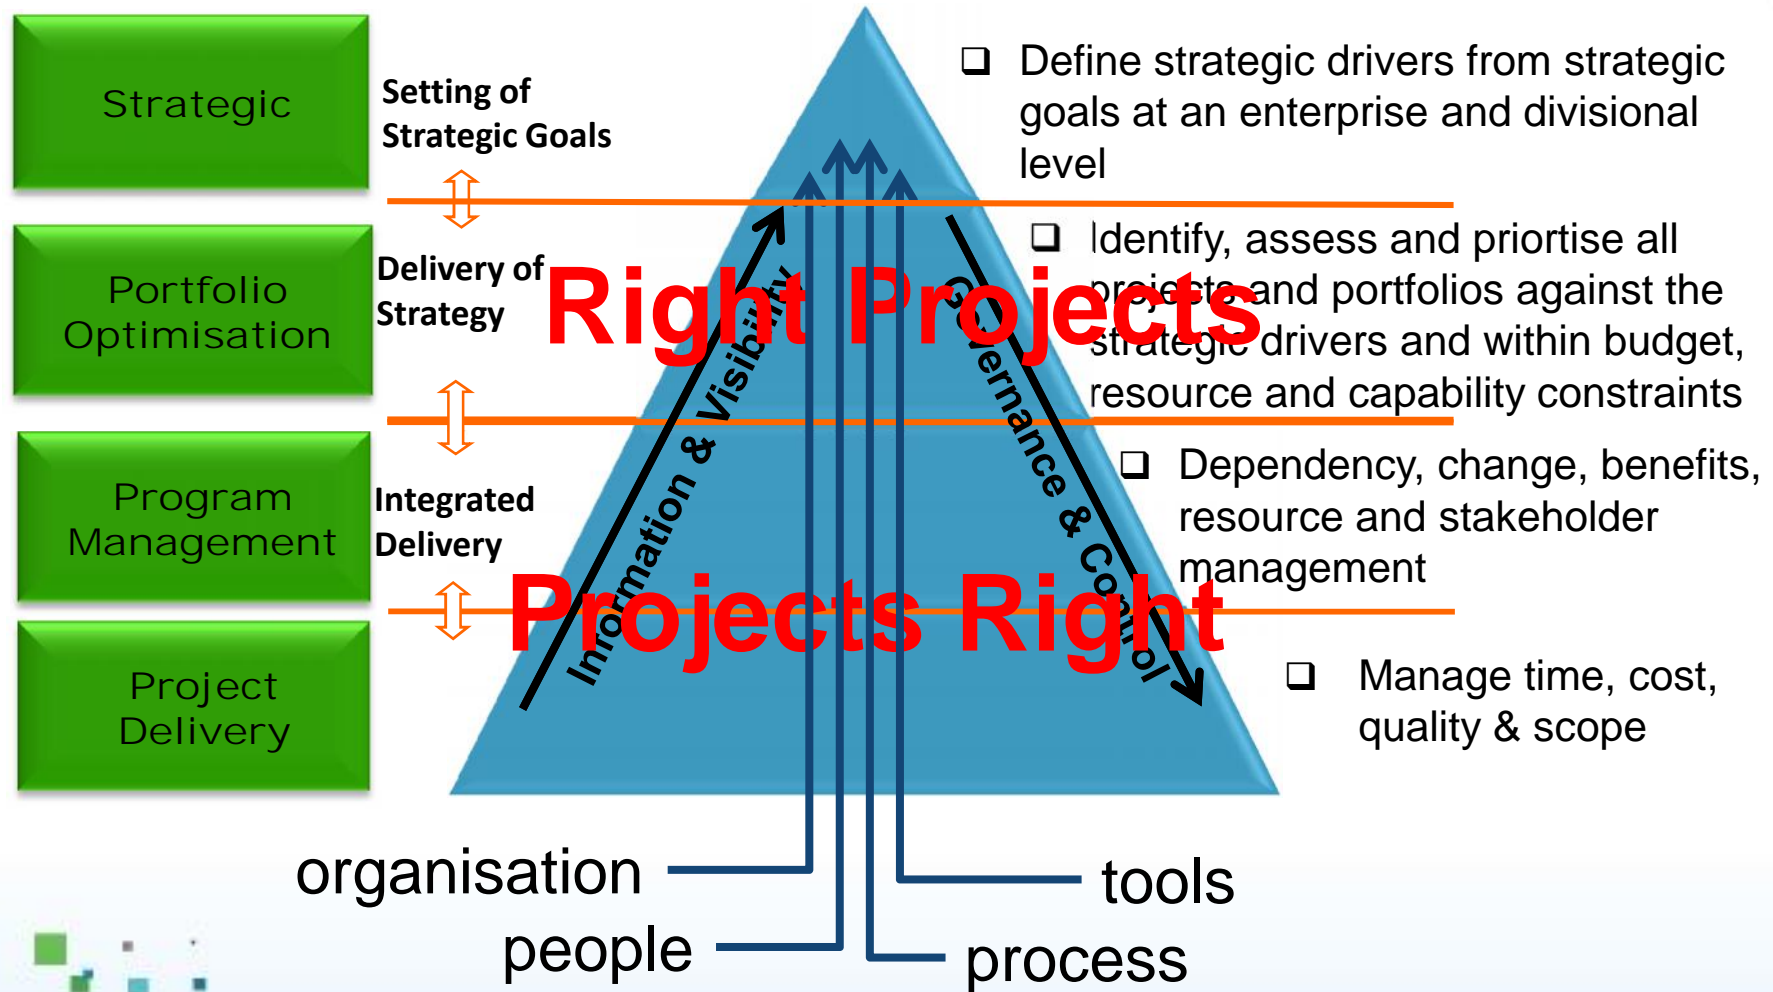 Strategic
Setting of
Strategic Goals
Define strategic drivers from strategic
goals at an enterprise and divisional
level
Portfolio
Optimisation
Delivery of
Strategy
Right Projects
Identify, assess and priortise all
projects and portfolios against the
strategic drivers and within budget,
resource and capability constraints
Information & Visibility
Governance & Control
Program
Management
Integrated
Delivery
Dependency, change, benefits,
resource and stakeholder
management
Projects Right
Project
Delivery
Manage time, cost,
quality & scope
organisation
tools
people
process